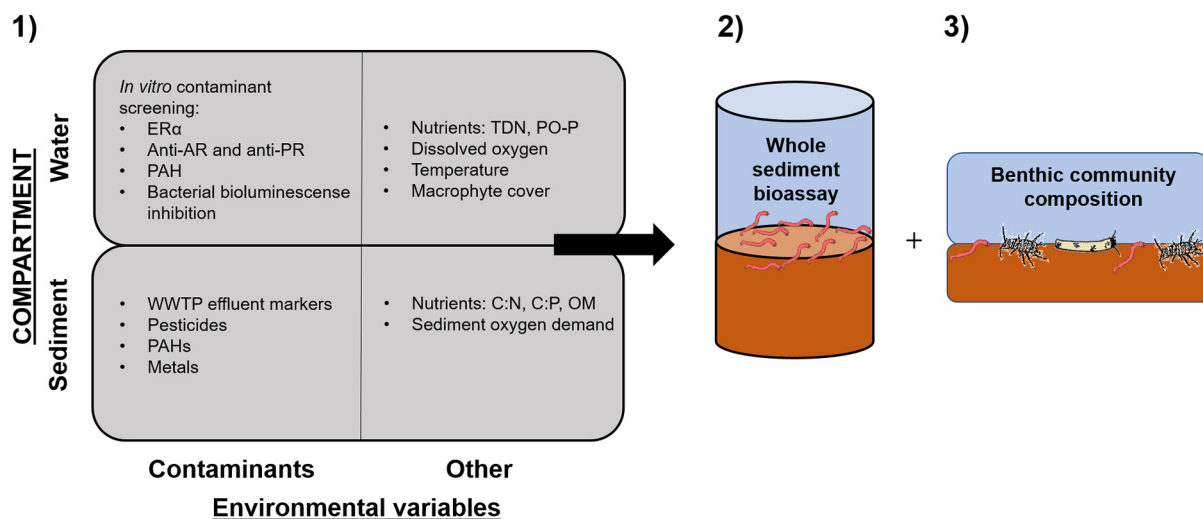 1)
COMPARTMENT
Water
Sediment
In vitro contaminant
screening:
• ERα
• Anti-AR and anti-PR
• PAH
• Bacterial bioluminescense
inhibition
• Nutrients: TDN, PO-P
• Dissolved oxygen
• Temperature
• Macrophyte cover
• WWTP effluent markers
• Pesticides
• PAHs
• Metals
• Nutrients: C:N, C:P, OM
• Sediment oxygen demand
Contaminants
Other
Environmental variables
2)
Whole
sediment
bioassay
+
3)
Benthic community
composition